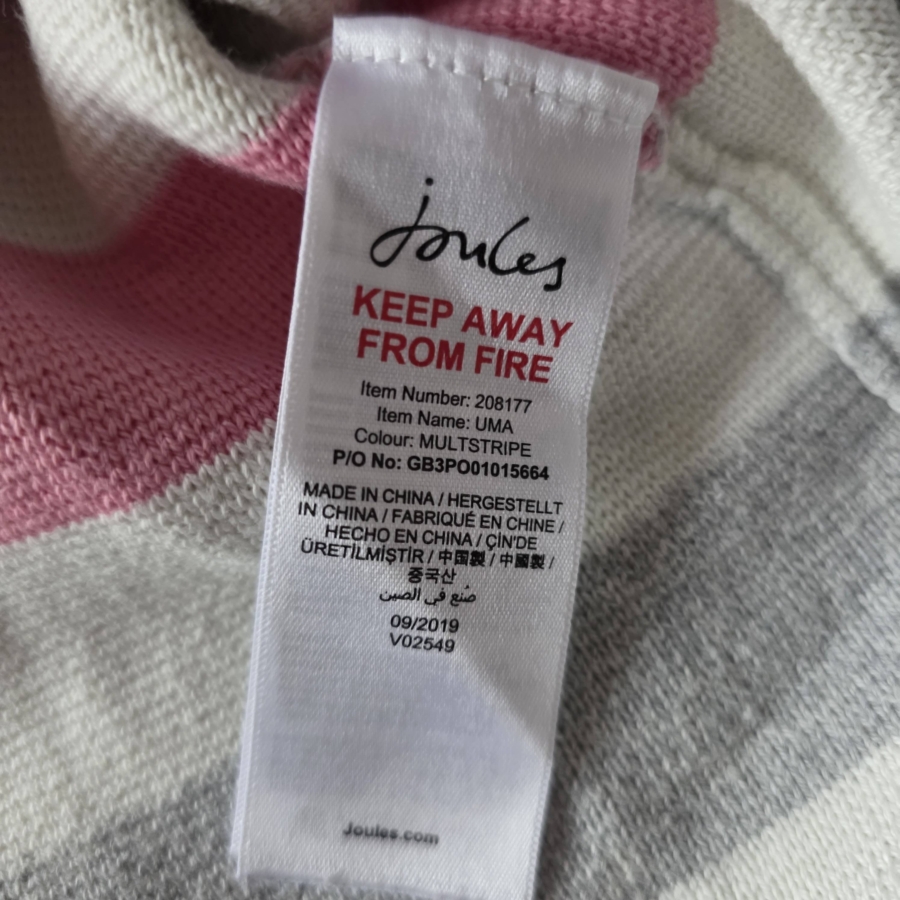 joules
KEEP AWAY
FROM FIRE
Item Number: 208177
Item Name: UMA
Colour: MULTSTRIPE
P/O No: GB3PO01015664
MADE IN CHINA / HERGESTELLT
IN CHINA / FABRIQUÉ EN CHINE /
HECHO EN CHINA / ÇİN'DE
ÜRETİLMİŞTİR / 中国製 / 中國製 /
중국산
صُنع في الصين
09/2019
V02549
Joules.com